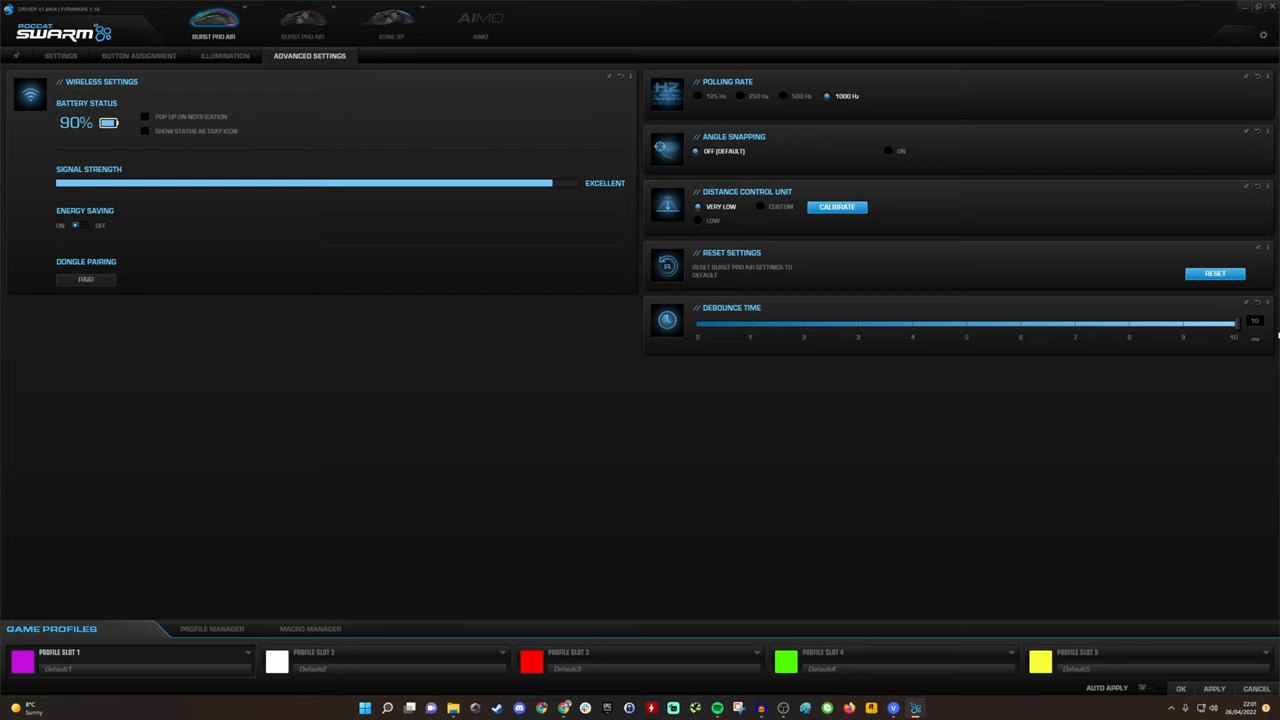 DRIVER V1.9404 | FIRMWARE 1.18
ROCCAT
SWARM
BURST PRO AIR
BURST PRO AIR
KONE XP
AIMO
AIMO
SETTINGS
BUTTON ASSIGNMENT
ILLUMINATION
ADVANCED SETTINGS
// WIRELESS SETTINGS
BATTERY STATUS
90%
POP UP ON NOTIFICATION
SHOW STATUS AS TRAY ICON
SIGNAL STRENGTH
EXCELLENT
ENERGY SAVING
ON OFF
DONGLE PAIRING
PAIR
HZ
// POLLING RATE
125 Hz 250 Hz 500 Hz 1000 Hz
// ANGLE SNAPPING
OFF (DEFAULT) ON
// DISTANCE CONTROL UNIT
VERY LOW CUSTOM CALIBRATE
LOW
R
// RESET SETTINGS
RESET BURST PRO AIR SETTINGS TO
DEFAULT
RESET
// DEBOUNCE TIME
10
0 1 2 3 4 5 6 7 8 9 10 ms
GAME PROFILES
PROFILE MANAGER
MACRO MANAGER
PROFILE SLOT 1
Default1
PROFILE SLOT 2
Default2
PROFILE SLOT 3
Default3
PROFILE SLOT 4
Default4
PROFILE SLOT 5
Default5
AUTO APPLY OK APPLY CANCEL
8°C
Sunny
22:01
26/04/2022